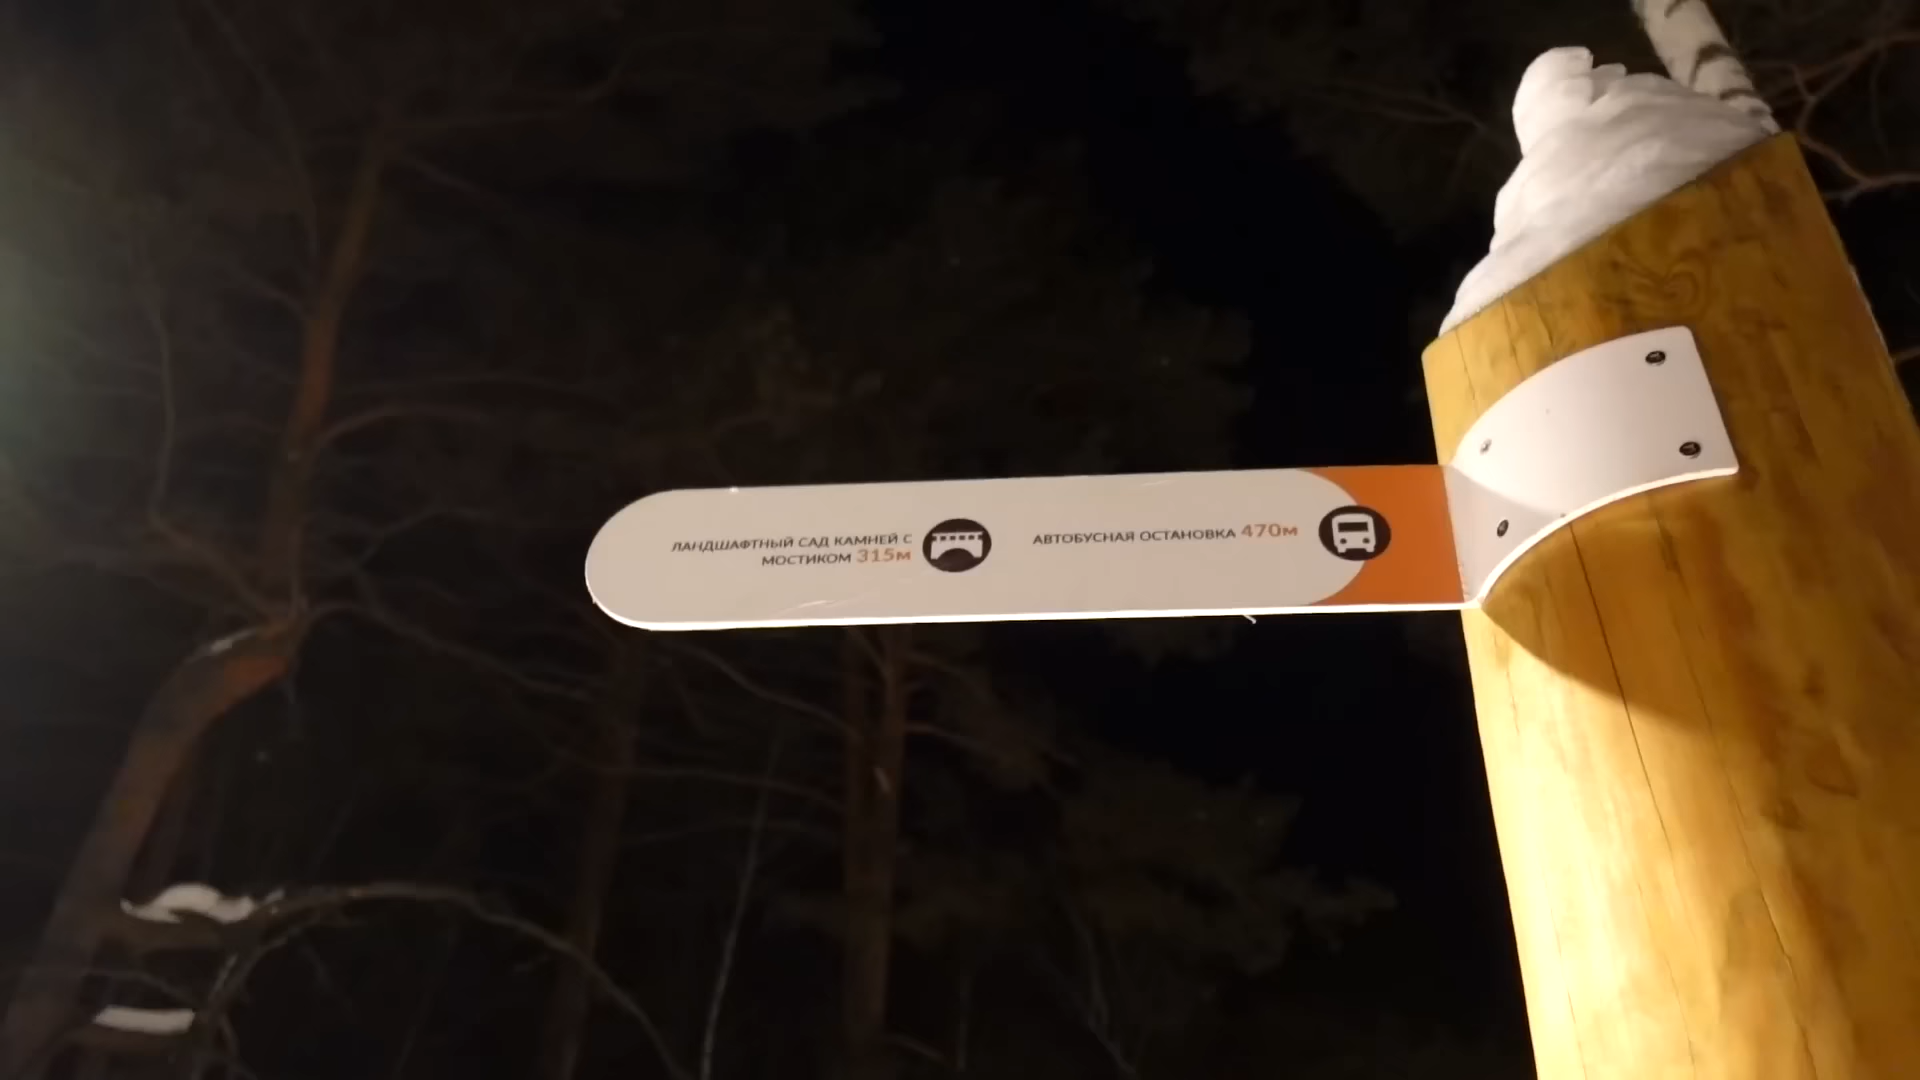 ЛАНДШАФТНЫЙ САД КАМНЕЙ С
МОСТИКОМ 315м
АВТОБУСНАЯ ОСТАНОВКА 470м